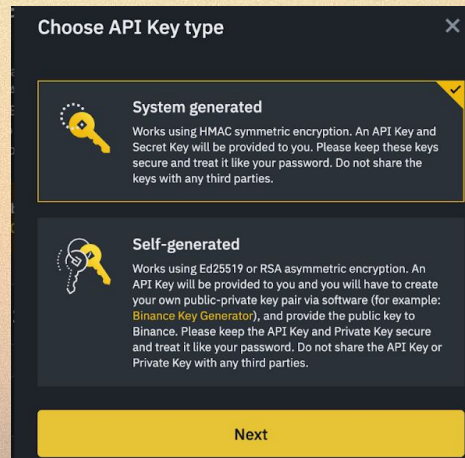 Choose API Key type
System generated
Works using HMAC symmetric encryption. An API Key and
Secret Key will be provided to you. Please keep these keys
secure and treat it like your password. Do not share the
keys with any third parties.
Self-generated
Works using Ed25519 or RSA asymmetric encryption. An
API Key will be provided to you and you will have to create
your own public-private key pair via software (for example:
Binance Key Generator), and provide the public key to
Binance. Please keep the API Key and Private Key secure
and treat it like your password. Do not share the API Key or
Private Key with any third parties.
Next